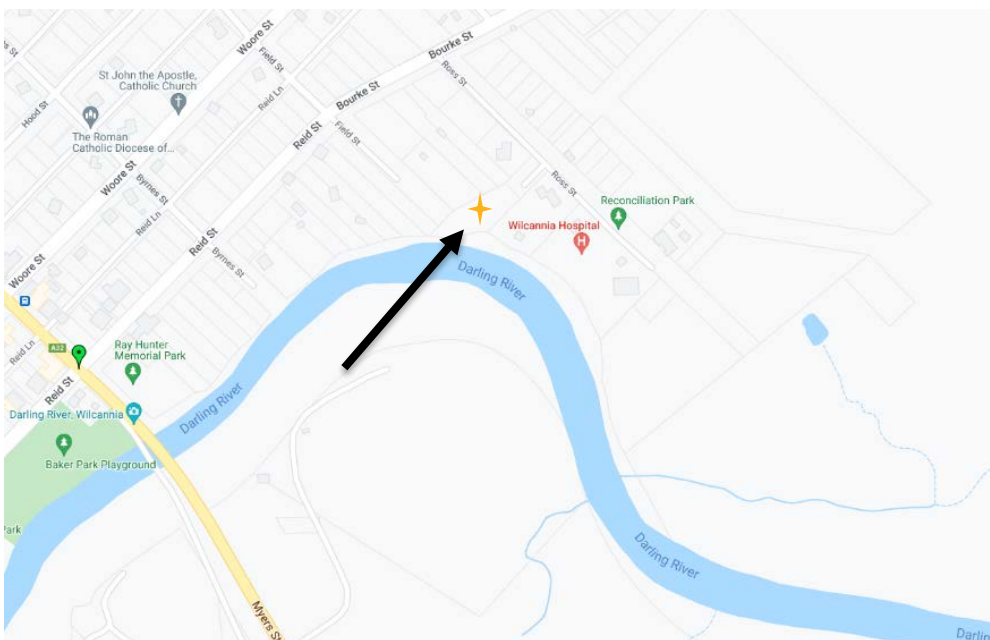 Woore St
Bourke St
Field St
Ross St
St John the Apostle,
Catholic Church
Reid Ln
Bourke St
Hood St
Field St
Reid St
The Roman
Catholic Diocese of...
Woore St
Byrnes St
Ross St
Reconciliation Park
Reid Ln
Wilcannia Hospital
H
Reid St
Byrnes St
Darling River
Woore St
A32
Ray Hunter
Memorial Park
Reid Ln
Reid St
Darling River
Darling River, Wilcannia
Baker Park Playground
Park
Darling River
Myers St
Darlin